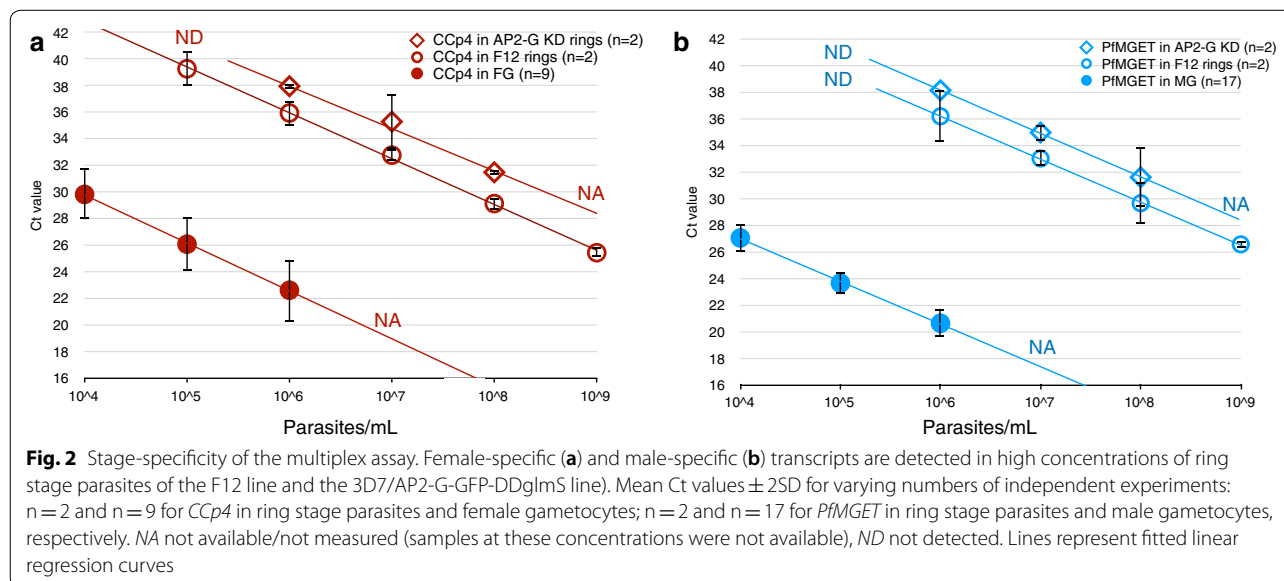 a
ND
CCp4 in AP2-G KD rings (n=2)
CCp4 in F12 rings (n=2)
CCp4 in FG (n=9)
42
40
38
36
34
32
30
28
26
24
22
20
18
16
Ct value
NA
NA
10^4 10^5 10^6 10^7 10^8 10^9
Parasites/mL
b
ND
ND
PfMGET in AP2-G KD (n=2)
PfMGET in F12 rings (n=2)
PfMGET in MG (n=17)
42
40
38
36
34
32
30
28
26
24
22
20
18
16
Ct value
NA
NA
10^4 10^5 10^6 10^7 10^8 10^9
Parasites/mL
Fig. 2 Stage-specificity of the multiplex assay. Female-specific (a) and male-specific (b) transcripts are detected in high concentrations of ring
stage parasites of the F12 line and the 3D7/AP2-G-GFP-DDglmS line). Mean Ct values ± 2SD for varying numbers of independent experiments:
n = 2 and n = 9 for CCp4 in ring stage parasites and female gametocytes; n = 2 and n = 17 for PfMGET in ring stage parasites and male gametocytes,
respectively. NA not available/not measured (samples at these concentrations were not available), ND not detected. Lines represent fitted linear
regression curves